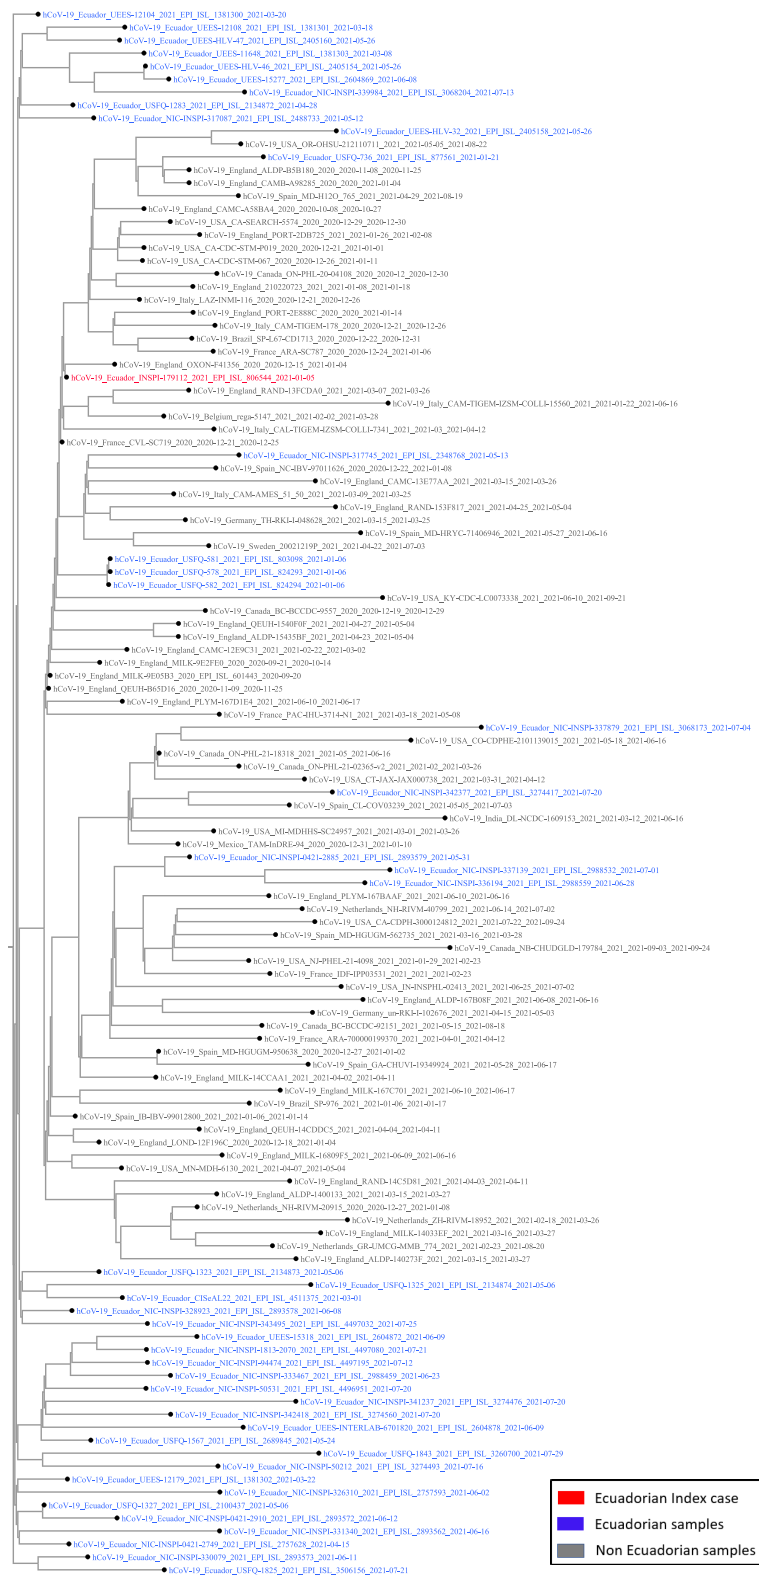 hCoV-19_Ecuador_UEES-12104_2021_EPI_ISL_1381300_2021-03-20
hCoV-19_Ecuador_UEES-12108_2021_EPI_ISL_1381301_2021-03-18
hCoV-19_Ecuador_UEES-HLV-47_2021_EPI_ISL_2405160_2021-05-26
hCoV-19_Ecuador_UEES-11648_2021_EPI_ISL_1381303_2021-03-08
hCoV-19_Ecuador_UEES-HLV-46_2021_EPI_ISL_2405154_2021-05-26
hCoV-19_Ecuador_UEES-15277_2021_EPI_ISL_2604869_2021-06-08
hCoV-19_Ecuador_NIC-INSPI-339984_2021_EPI_ISL_3068204_2021-07-13
hCoV-19_Ecuador_USFQ-1283_2021_EPI_ISL_2134872_2021-04-28
hCoV-19_Ecuador_NIC-INSPI-317087_2021_EPI_ISL_2488733_2021-05-12
hCoV-19_Ecuador_UEES-HLV-32_2021_EPI_ISL_2405158_2021-05-26
hCoV-19_USA_OR-OHSU-212110711_2021_2021-05-05_2021-08-22
hCoV-19_Ecuador_USFQ-736_2021_EPI_ISL_877561_2021-01-21
hCoV-19_England_ALDP-B5B180_2020_2020-11-08_2020-11-25
hCoV-19_England_CAMB-A98285_2020_2021-01-04
hCoV-19_Spain_MD-H12O_765_2021_2021-04-29_2021-08-19
hCoV-19_England_CAMC-A58BA4_2020_2020-10-08_2020-10-27
hCoV-19_USA_CA-SEARCH-5574_2020_2020-12-29_2020-12-30
hCoV-19_England_PORT-2DB725_2021_2021-01-26_2021-02-08
hCoV-19_USA_CA-CDC-STM-P019_2020_2020-12-21_2021-01-01
hCoV-19_USA_CA-CDC-STM-067_2020_2020-12-26_2021-01-11
hCoV-19_Canada_ON-PHL-20-04108_2020_2020-12_2020-12-30
hCoV-19_England_210220723_2021_2021-01-08_2021-01-18
hCoV-19_Italy_LAZ-INMI-116_2020_2020-12-21_2020-12-26
hCoV-19_England_PORT-2E888C_2020_2020_2021-01-14
hCoV-19_Italy_CAM-TIGEM-178_2020_2020-12-21_2020-12-26
hCoV-19_Brazil_SP-L67-CD1713_2020_2020-12-22_2020-12-31
hCoV-19_France_ARA-SC787_2020_2020-12-24_2021-01-06
hCoV-19_England_OXON-F41356_2020_2020-12-15_2021-01-04
hCoV-19_Ecuador_INSPI-179112_2021_EPI_ISL_806544_2021-01-05
hCoV-19_England_RAND-13FCDA0_2021_2021-03-07_2021-03-26
hCoV-19_Italy_CAM-TIGEM-IZSM-COLLI-15560_2021_2021-01-22_2021-06-16
hCoV-19_Belgium_rega-5147_2021_2021-02-02_2021-03-28
hCoV-19_Italy_CAL-TIGEM-IZSM-COLLI-7341_2021_2021-03_2021-04-12
hCoV-19_France_CVL-SC719_2020_2020-12-21_2020-12-25
hCoV-19_Ecuador_NIC-INSPI-317745_2021_EPI_ISL_2348768_2021-05-13
hCoV-19_Spain_NC-IBV-97011626_2020_2020-12-22_2021-01-08
hCoV-19_England_CAMC-13E77AA_2021_2021-03-15_2021-03-26
hCoV-19_Italy_CAM-AMES_51_50_2021_2021-03-09_2021-03-25
hCoV-19_England_RAND-153F817_2021_2021-04-25_2021-05-04
hCoV-19_Germany_TH-RKI-I-048628_2021_2021-03-15_2021-03-25
hCoV-19_Spain_MD-HRYC-71406946_2021_2021-05-27_2021-06-16
hCoV-19_Sweden_20021219P_2021_2021-04-22_2021-07-03
hCoV-19_Ecuador_USFQ-581_2021_EPI_ISL_803098_2021-01-06
hCoV-19_Ecuador_USFQ-578_2021_EPI_ISL_824293_2021-01-06
hCoV-19_Ecuador_USFQ-582_2021_EPI_ISL_824294_2021-01-06
hCoV-19_USA_KY-CDC-LC0073338_2021_2021-06-10_2021-09-21
hCoV-19_Canada_BC-BCCDC-9557_2020_2020-12-19_2020-12-29
hCoV-19_England_QEUH-1540F0F_2021_2021-04-27_2021-05-04
hCoV-19_England_ALDP-15435BF_2021_2021-04-23_2021-05-04
hCoV-19_England_CAMC-12E9C31_2021_2021-02-22_2021-03-02
hCoV-19_England_MILK-9E2FE0_2020_2020-09-21_2020-10-14
hCoV-19_England_MILK-9E05B3_2020_EPI_ISL_601443_2020-09-20
hCoV-19_England_QEUH-B65D16_2020_2020-11-09_2020-11-25
hCoV-19_England_PLYM-167D1E4_2021_2021-06-10_2021-06-17
hCoV-19_France_PAC-IHU-3714-N1_2021_2021-03-18_2021-05-08
hCoV-19_Ecuador_NIC-INSPI-337879_2021_EPI_ISL_3068173_2021-07-04
hCoV-19_USA_CO-CDPHE-2101139015_2021_2021-05-18_2021-06-16
hCoV-19_Canada_ON-PHL-21-18318_2021_2021-05_2021-06-16
hCoV-19_Canada_ON-PHL-21-02365-v2_2021_2021-02_2021-03-26
hCoV-19_USA_CT-JAX-JAX000738_2021_2021-03-31_2021-04-12
hCoV-19_Ecuador_NIC-INSPI-342377_2021_EPI_ISL_3274417_2021-07-20
hCoV-19_Spain_CL-COV03239_2021_2021-05-05_2021-07-03
hCoV-19_India_DL-NCDC-1609153_2021_2021-03-12_2021-06-16
hCoV-19_USA_MI-MDHHS-SC24957_2021_2021-03-01_2021-03-26
hCoV-19_Mexico_TAM-InDRE-94_2020_2020-12-31_2021-01-10
hCoV-19_Ecuador_NIC-INSPI-0421-2885_2021_EPI_ISL_2893579_2021-05-31
hCoV-19_Ecuador_NIC-INSPI-337139_2021_EPI_ISL_2988532_2021-07-01
hCoV-19_Ecuador_NIC-INSPI-336194_2021_EPI_ISL_2988559_2021-06-28
hCoV-19_England_PLYM-167BAAF_2021_2021-06-10_2021-06-16
hCoV-19_Netherlands_NH-RIVM-40799_2021_2021-06-14_2021-07-02
hCoV-19_USA_CA-CDPH-3000124812_2021_2021-07-22_2021-09-24
hCoV-19_Spain_MD-HGUGM-562735_2021_2021-03-16_2021-03-28
hCoV-19_Canada_NB-CHUDGLD-179784_2021_2021-09-03_2021-09-24
hCoV-19_USA_NJ-PHEL-21-4098_2021_2021-01-29_2021-02-23
hCoV-19_France_IDF-IPP03531_2021_2021_2021-02-23
hCoV-19_USA_IN-INSPHL-02413_2021_2021-06-25_2021-07-02
hCoV-19_England_ALDP-167B08F_2021_2021-06-08_2021-06-16
hCoV-19_Germany_un-RKI-I-102676_2021_2021-04-15_2021-05-03
hCoV-19_Canada_BC-BCCDC-92151_2021_2021-05-15_2021-08-18
hCoV-19_France_ARA-700000199370_2021_2021-04-01_2021-04-12
hCoV-19_Spain_MD-HGUGM-950638_2020_2020-12-27_2021-01-02
hCoV-19_Spain_GA-CHUVI-19349924_2021_2021-05-28_2021-06-17
hCoV-19_England_MILK-14CCAA1_2021_2021-04-02_2021-04-11
hCoV-19_England_MILK-167C701_2021_2021-06-10_2021-06-17
hCoV-19_Brazil_SP-976_2021_2021-01-06_2021-01-17
hCoV-19_Spain_IB-IBV-99012800_2021_2021-01-06_2021-01-14
hCoV-19_England_QEUH-14CDDC5_2021_2021-04-04_2021-04-11
hCoV-19_England_LOND-12F196C_2020_2020-12-18_2021-01-04
hCoV-19_England_MILK-16809F5_2021_2021-06-09_2021-06-16
hCoV-19_USA_MN-MDH-6130_2021_2021-04-07_2021-05-04
hCoV-19_England_RAND-14C5D81_2021_2021-04-03_2021-04-11
hCoV-19_England_ALDP-1400133_2021_2021-03-15_2021-03-27
hCoV-19_Netherlands_NH-RIVM-20915_2020_2020-12-27_2021-01-08
hCoV-19_Netherlands_ZH-RIVM-18952_2021_2021-02-18_2021-03-26
hCoV-19_England_MILK-14033EF_2021_2021-03-16_2021-03-27
hCoV-19_Netherlands_GR-UMCG-MMB_774_2021_2021-02-23_2021-08-20
hCoV-19_England_ALDP-140273F_2021_2021-03-15_2021-03-27
hCoV-19_Ecuador_USFQ-1323_2021_EPI_ISL_2134873_2021-05-06
hCoV-19_Ecuador_USFQ-1325_2021_EPI_ISL_2134874_2021-05-06
hCoV-19_Ecuador_CISeAL22_2021_EPI_ISL_4511375_2021-03-01
hCoV-19_Ecuador_NIC-INSPI-328923_2021_EPI_ISL_2893578_2021-06-08
hCoV-19_Ecuador_NIC-INSPI-343495_2021_EPI_ISL_4497032_2021-07-25
hCoV-19_Ecuador_UEES-15318_2021_EPI_ISL_2604872_2021-06-09
hCoV-19_Ecuador_NIC-INSPI-1813-2070_2021_EPI_ISL_4497080_2021-07-21
hCoV-19_Ecuador_NIC-INSPI-94474_2021_EPI_ISL_4497195_2021-07-12
hCoV-19_Ecuador_NIC-INSPI-333467_2021_EPI_ISL_2988459_2021-06-23
hCoV-19_Ecuador_NIC-INSPI-50531_2021_EPI_ISL_4496951_2021-07-20
hCoV-19_Ecuador_NIC-INSPI-341237_2021_EPI_ISL_3274476_2021-07-20
hCoV-19_Ecuador_NIC-INSPI-342418_2021_EPI_ISL_3274560_2021-07-20
hCoV-19_Ecuador_UEES-INTERLAB-6701820_2021_EPI_ISL_2604878_2021-06-09
hCoV-19_Ecuador_USFQ-1567_2021_EPI_ISL_2689845_2021-05-24
hCoV-19_Ecuador_USFQ-1843_2021_EPI_ISL_3260700_2021-07-29
hCoV-19_Ecuador_NIC-INSPI-50212_2021_EPI_ISL_3274493_2021-07-16
hCoV-19_Ecuador_UEES-12179_2021_EPI_ISL_1381302_2021-03-22
hCoV-19_Ecuador_NIC-INSPI-326310_2021_EPI_ISL_2757593_2021-06-02
hCoV-19_Ecuador_USFQ-1327_2021_EPI_ISL_2100437_2021-05-06
hCoV-19_Ecuador_NIC-INSPI-0421-2910_2021_EPI_ISL_2893572_2021-06-12
hCoV-19_Ecuador_NIC-INSPI-331340_2021_EPI_ISL_2893562_2021-06-16
hCoV-19_Ecuador_NIC-INSPI-0421-2749_2021_EPI_ISL_2757628_2021-04-15
hCoV-19_Ecuador_NIC-INSPI-330079_2021_EPI_ISL_2893573_2021-06-11
hCoV-19_Ecuador_USFQ-1825_2021_EPI_ISL_3506156_2021-07-21
Ecuadorian Index case
Ecuadorian samples
Non Ecuadorian samples